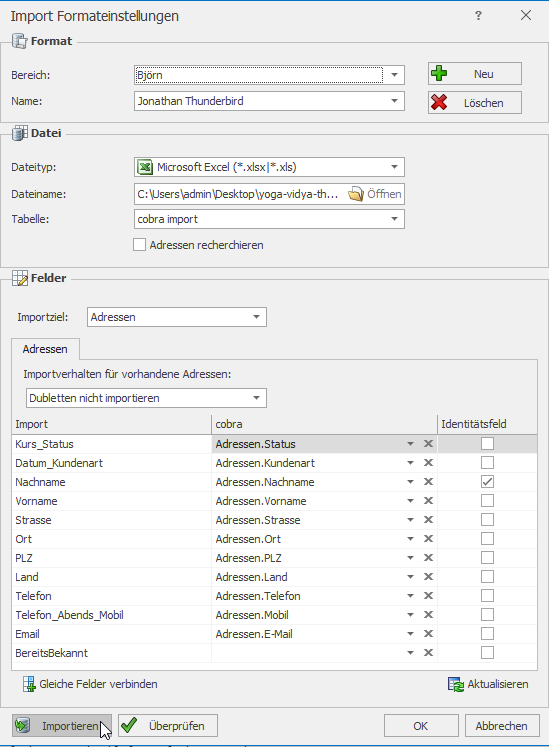 Import Formateinstellungen ?
Format
Bereich: Björn Neu
Name: Jonathan Thunderbird Löschen
Datei
Dateityp: Microsoft Excel (*.xlsx|*.xls)
Dateiname: C:\Users\admin\Desktop\yoga-vidya-th... Öffnen
Tabelle: cobra import
Adressen recherchieren
Felder
Importziel: Adressen
Adressen
Importverhalten für vorhandene Adressen:
Dubletten nicht importieren
Import cobra Identitätsfeld
Kurs_Status Adressen.Status
Datum_Kundenart Adressen.Kundenart
Nachname Adressen.Nachname
Vorname Adressen.Vorname
Strasse Adressen.Strasse
Ort Adressen.Ort
PLZ Adressen.PLZ
Land Adressen.Land
Telefon Adressen.Telefon
Telefon_Abends_Mobil Adressen.Mobil
Email Adressen.E-Mail
BereitsBekannt
Gleiche Felder verbinden Aktualisieren
Importieren Überprüfen OK Abbrechen